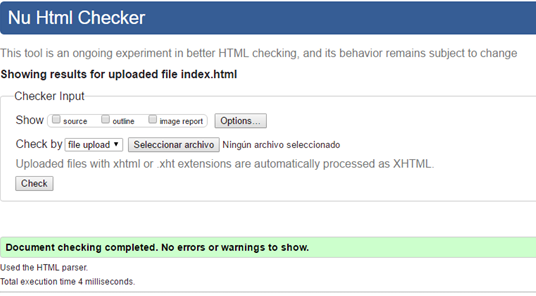 Nu Html Checker
This tool is an ongoing experiment in better HTML checking, and its behavior remains subject to change
Showing results for uploaded file index.html
Checker Input
Show source outline image report Options...
Check by file upload Seleccionar archivo Ningún archivo seleccionado
Uploaded files with xhtml or .xht extensions are automatically processed as XHTML.
Check
Document checking completed. No errors or warnings to show.
Used the HTML parser.
Total execution time 4 milliseconds.